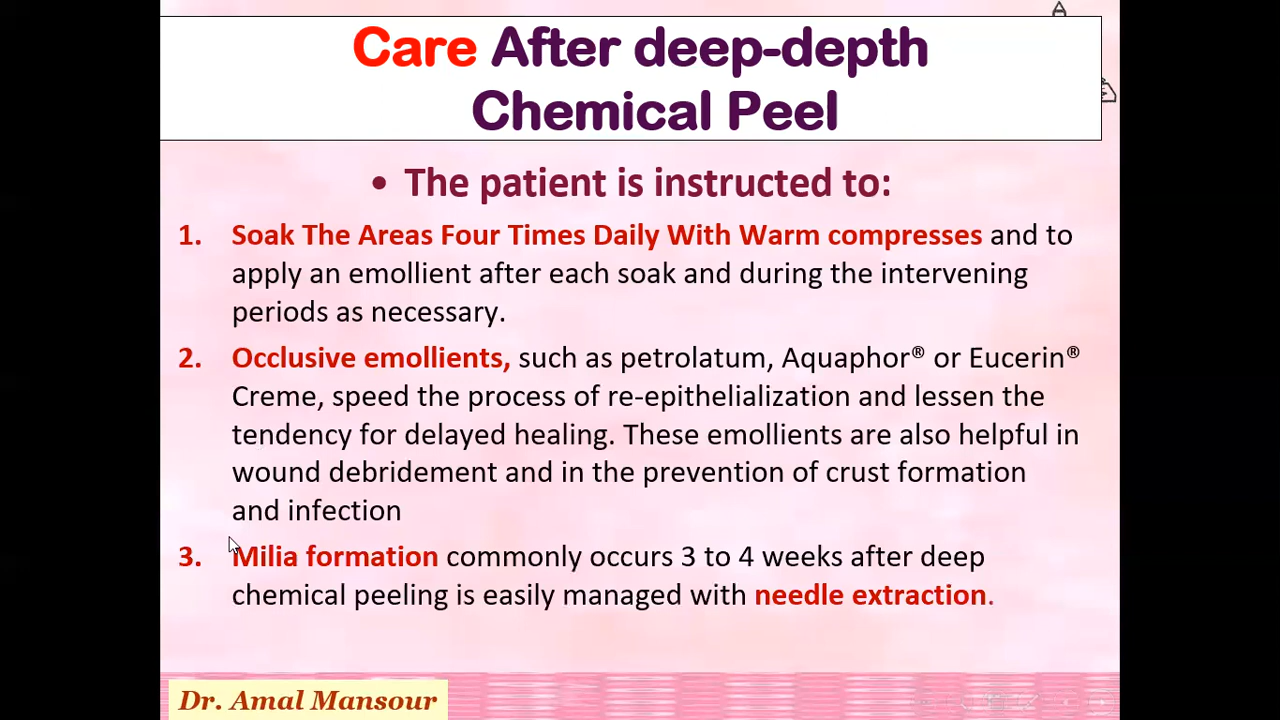 Care After deep-depth
Chemical Peel
• The patient is instructed to:
1. Soak The Areas Four Times Daily With Warm compresses and to
apply an emollient after each soak and during the intervening
periods as necessary.
2. Occlusive emollients, such as petrolatum, Aquaphor® or Eucerin®
Creme, speed the process of re-epithelialization and lessen the
tendency for delayed healing. These emollients are also helpful in
wound debridement and in the prevention of crust formation
and infection
3. Milia formation commonly occurs 3 to 4 weeks after deep
chemical peeling is easily managed with needle extraction.
Dr. Amal Mansour